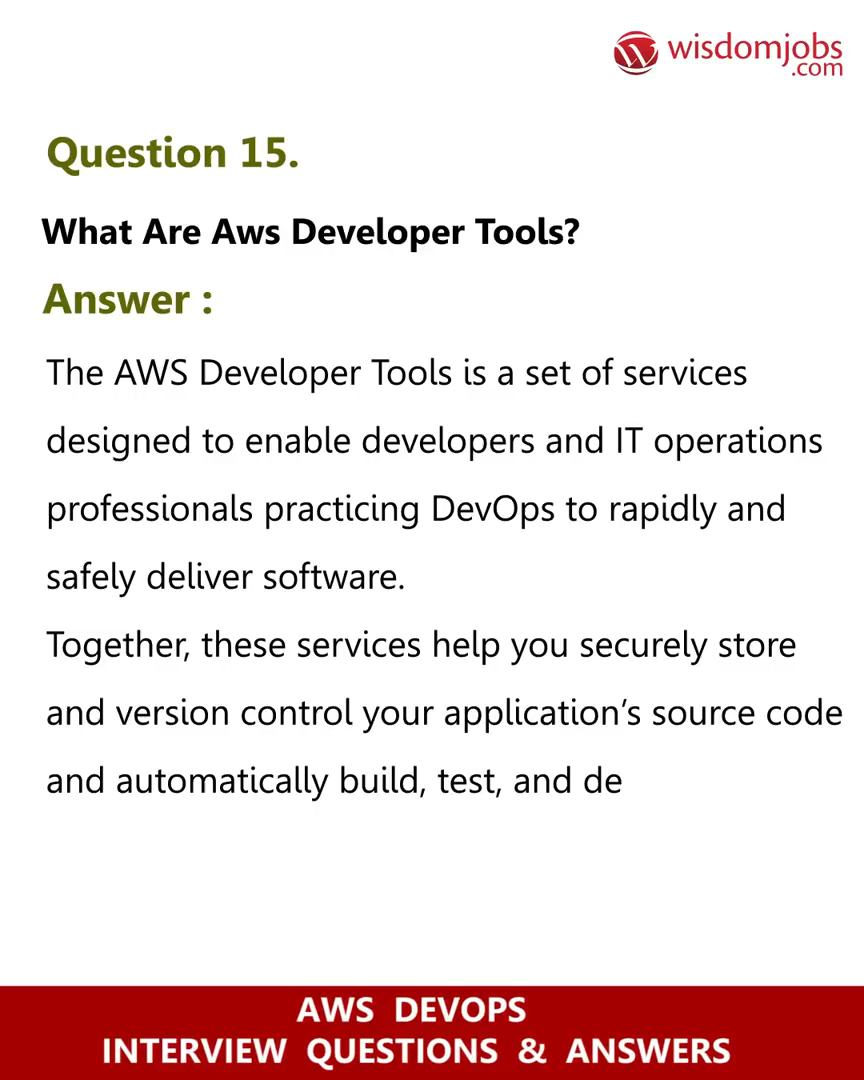 wisdomjobs
.com
Question 15.
What Are Aws Developer Tools?
Answer :
The AWS Developer Tools is a set of services
designed to enable developers and IT operations
professionals practicing DevOps to rapidly and
safely deliver software.
Together, these services help you securely store
and version control your application’s source code
and automatically build, test, and de
AWS DEVOPS
INTERVIEW QUESTIONS & ANSWERS